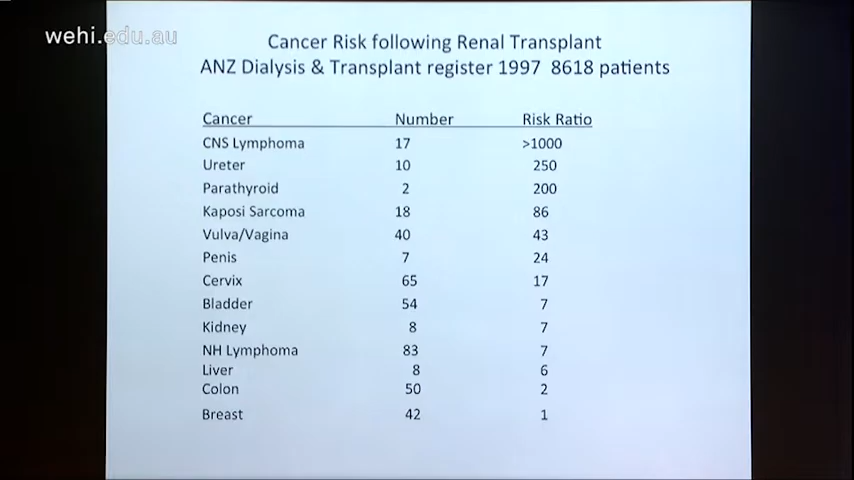 wehi.edu.au
Cancer Risk following Renal Transplant
ANZ Dialysis & Transplant register 1997 8618 patients
Cancer Number Risk Ratio
CNS Lymphoma 17 >1000
Ureter 10 250
Parathyroid 2 200
Kaposi Sarcoma 18 86
Vulva/Vagina 40 43
Penis 7 24
Cervix 65 17
Bladder 54 7
Kidney 8 7
NH Lymphoma 83 7
Liver 8 6
Colon 50 2
Breast 42 1